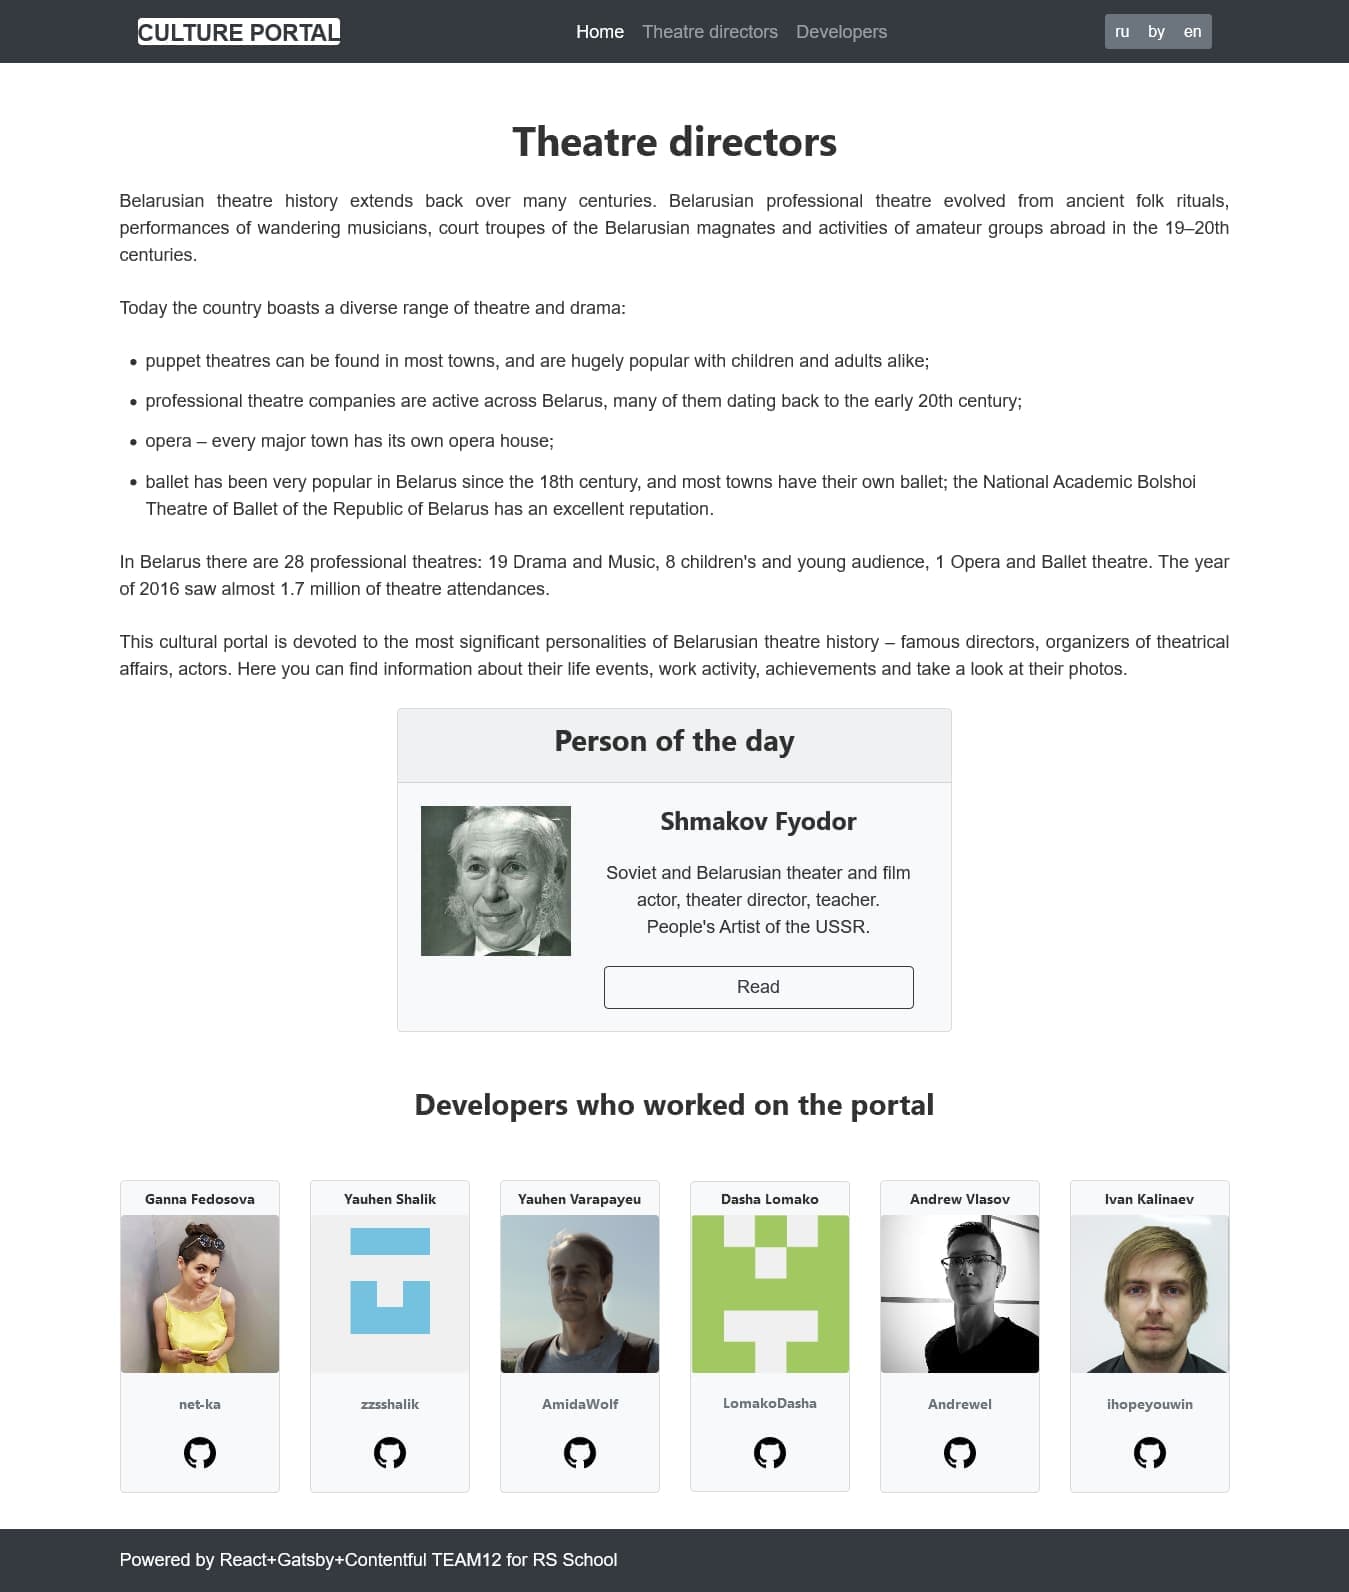 CULTURE PORTAL
Home Theatre directors Developers
ru by en
Theatre directors
Belarusian theatre history extends back over many centuries. Belarusian professional theatre evolved from ancient folk rituals,
performances of wandering musicians, court troupes of the Belarusian magnates and activities of amateur groups abroad in the 19–20th
centuries.
Today the country boasts a diverse range of theatre and drama:
• puppet theatres can be found in most towns, and are hugely popular with children and adults alike;
• professional theatre companies are active across Belarus, many of them dating back to the early 20th century;
• opera – every major town has its own opera house;
• ballet has been very popular in Belarus since the 18th century, and most towns have their own ballet; the National Academic Bolshoi
Theatre of Ballet of the Republic of Belarus has an excellent reputation.
In Belarus there are 28 professional theatres: 19 Drama and Music, 8 children's and young audience, 1 Opera and Ballet theatre. The year
of 2016 saw almost 1.7 million of theatre attendances.
This cultural portal is devoted to the most significant personalities of Belarusian theatre history – famous directors, organizers of theatrical
affairs, actors. Here you can find information about their life events, work activity, achievements and take a look at their photos.
Person of the day
Shmakov Fyodor
Soviet and Belarusian theater and film
actor, theater director, teacher.
People's Artist of the USSR.
Read
Developers who worked on the portal
Ganna Fedosova
net-ka
Yauhen Shalik
zzsshalik
Yauhen Varapayeu
AmidaWolf
Dasha Lomako
LomakoDasha
Andrew Vlasov
Andrewel
Ivan Kalinaev
ihopeyouwin
Powered by React+Gatsby+Contentful TEAM12 for RS School